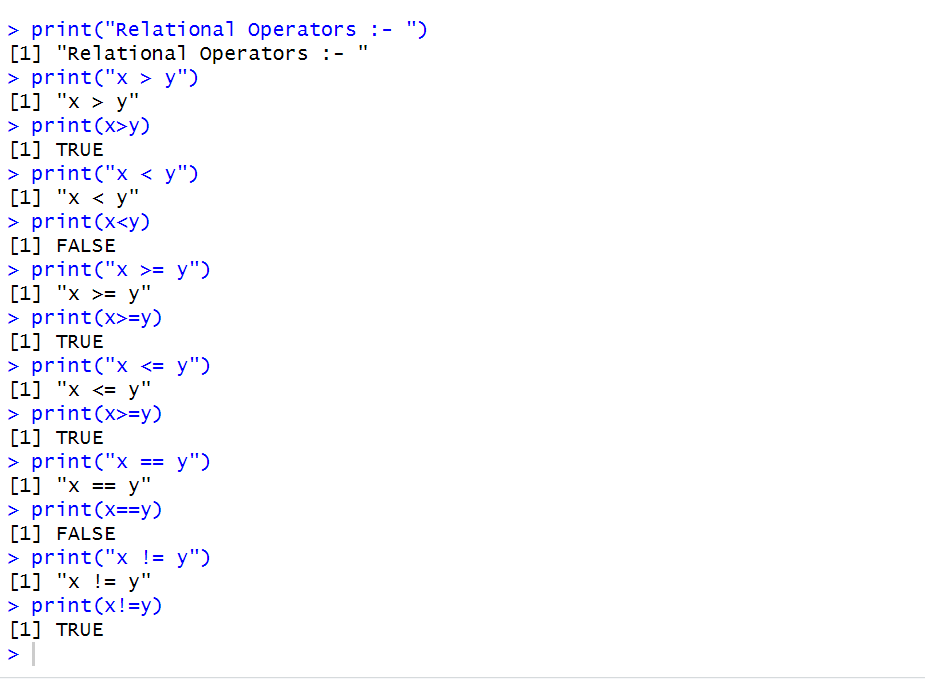 > print("Relational Operators :- ")
[1] "Relational Operators :- "
> print("x > y")
[1] "x > y"
> print(x>y)
[1] TRUE
> print("x < y")
[1] "x < y"
> print(x<y)
[1] FALSE
> print("x >= y")
[1] "x >= y"
> print(x>=y)
[1] TRUE
> print("x <= y")
[1] "x <= y"
> print(x>=y)
[1] TRUE
> print("x == y")
[1] "x == y"
> print(x==y)
[1] FALSE
> print("x != y")
[1] "x != y"
> print(x!=y)
[1] TRUE
>